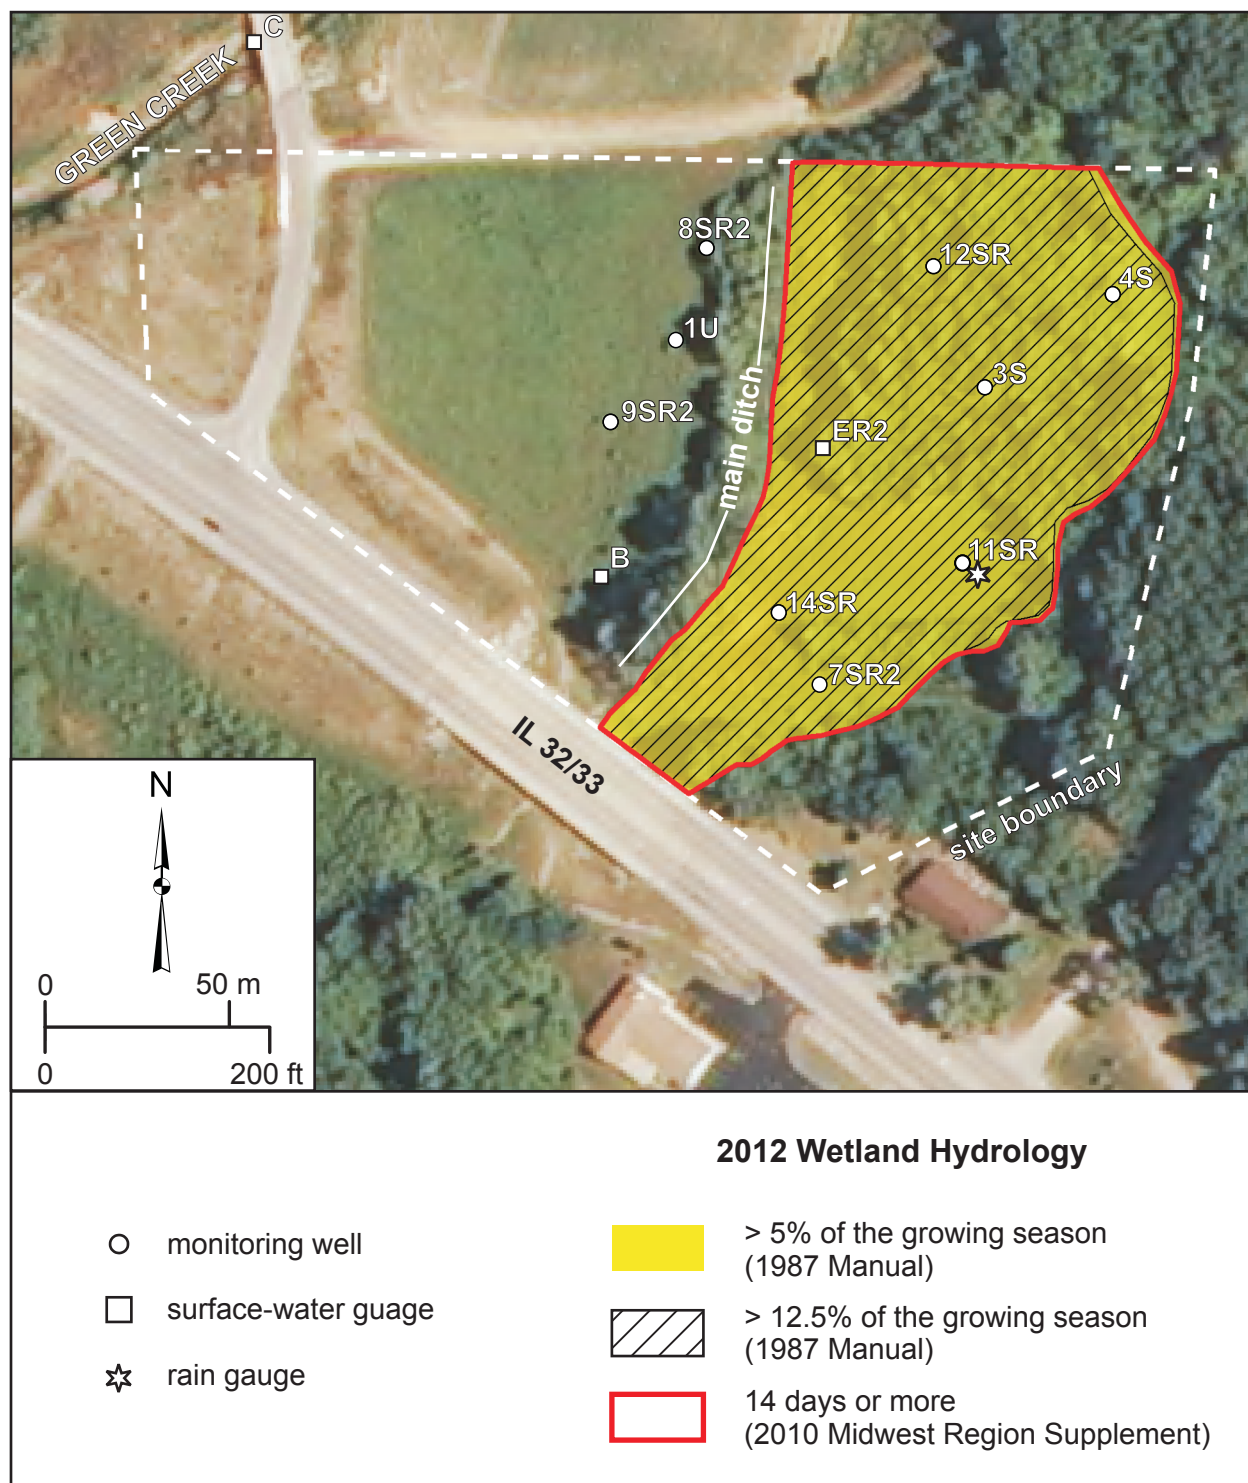 C
GREEN CREEK
8SR2
12SR
4S
1U
3S
9SR2
ER2
main ditch
B
11SR
14SR
7SR2
IL 32/33
site boundary
N
0 50 m
0 200 ft
2012 Wetland Hydrology
monitoring well
surface-water guage
rain gauge
> 5% of the growing season
(1987 Manual)
> 12.5% of the growing season
(1987 Manual)
14 days or more
(2010 Midwest Region Supplement)